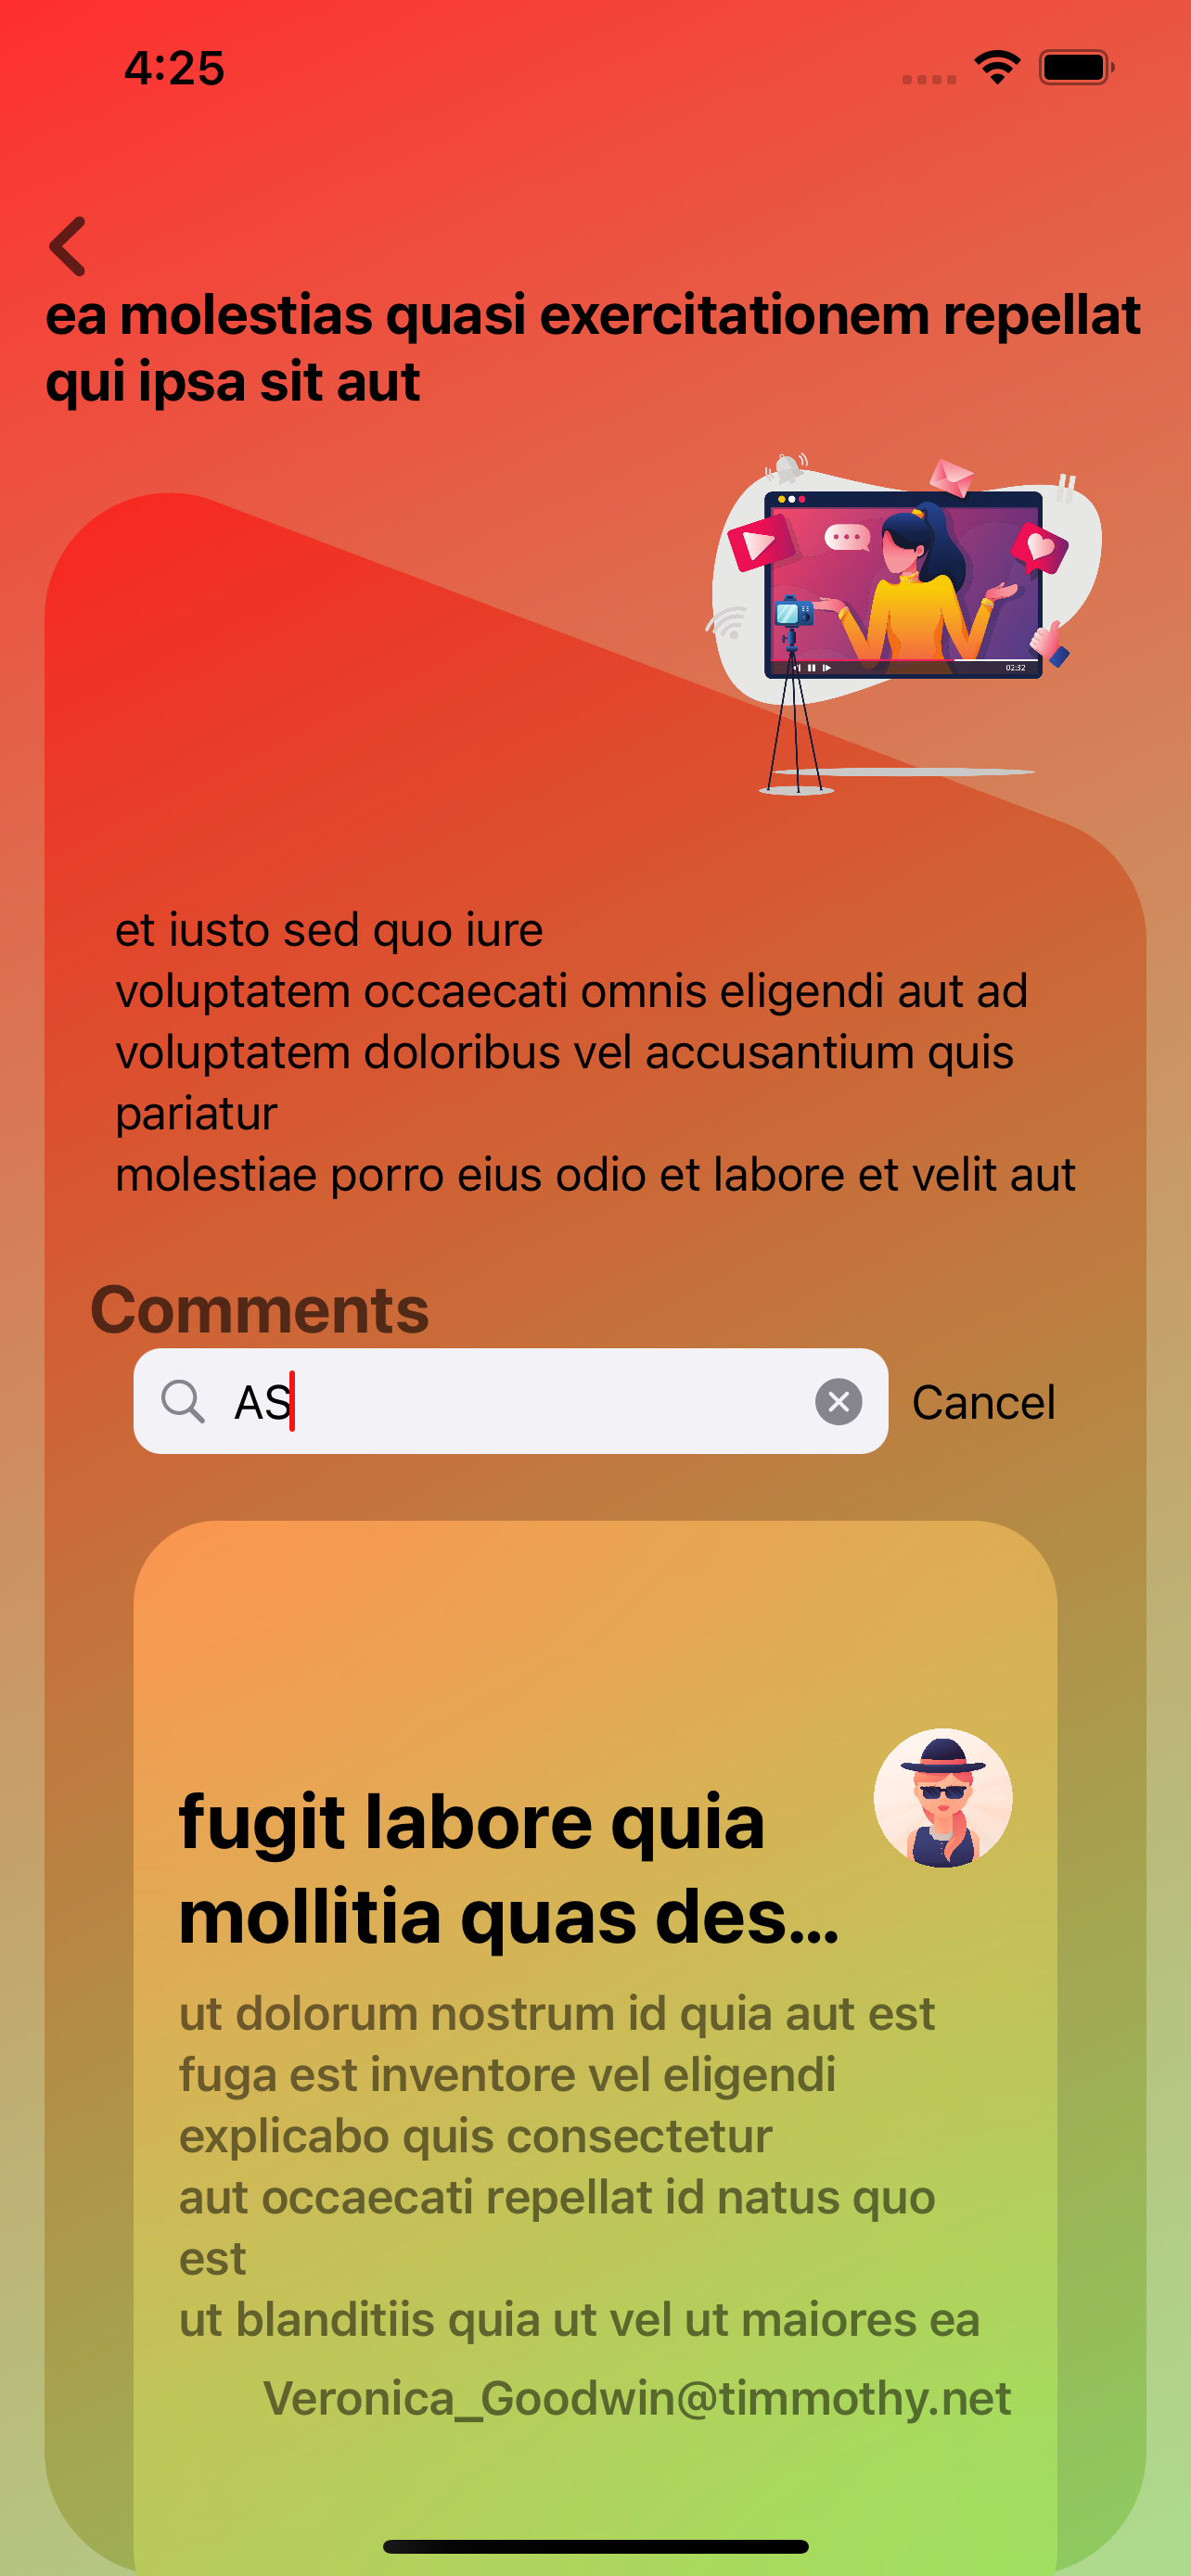 4:25
ea molestias quasi exercitationem repellat
qui ipsa sit aut
02:32
et iusto sed quo iure
voluptatem occaecati omnis eligendi aut ad
voluptatem doloribus vel accusantium quis
pariatur
molestiae porro eius odio et labore et velit aut
Comments
AS
Cancel
fugit labore quia
mollitia quas des...
ut dolorum nostrum id quia aut est
fuga est inventore vel eligendi
explicabo quis consectetur
aut occaecati repellat id natus quo
est
ut blanditiis quia ut vel ut maiores ea
Veronica_Goodwin@timmothy.net